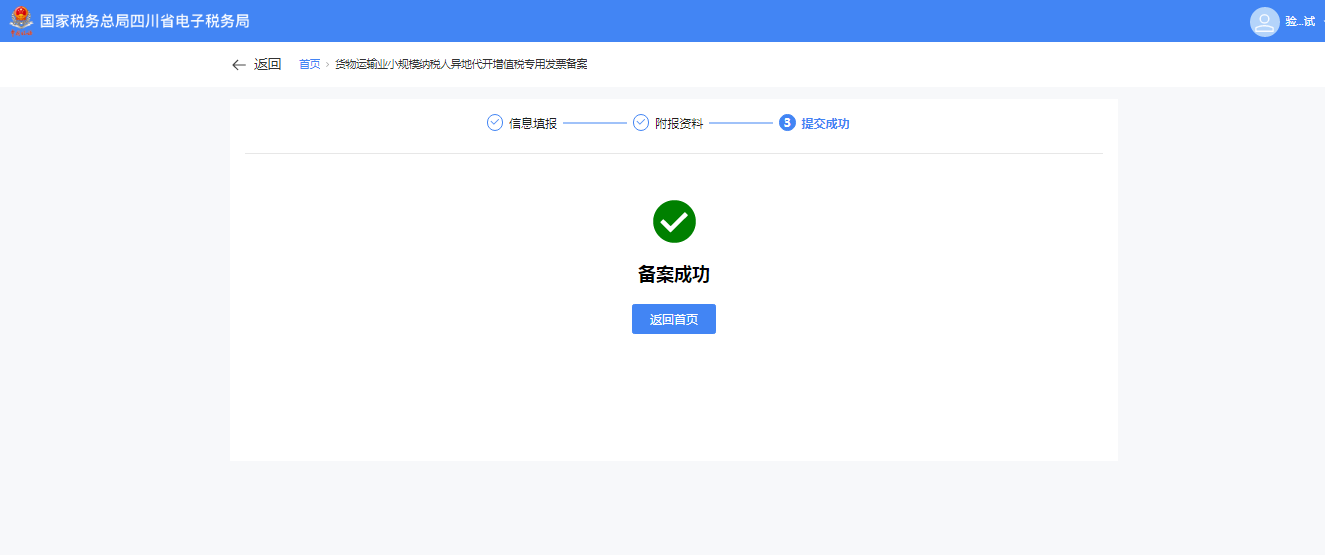 国家税务总局四川省电子税务局
验...试
返回 首页 > 货物运输业小规模纳税人异地代开增值税专用发票备案
信息填报 附报资料 3 提交成功
备案成功
返回首页